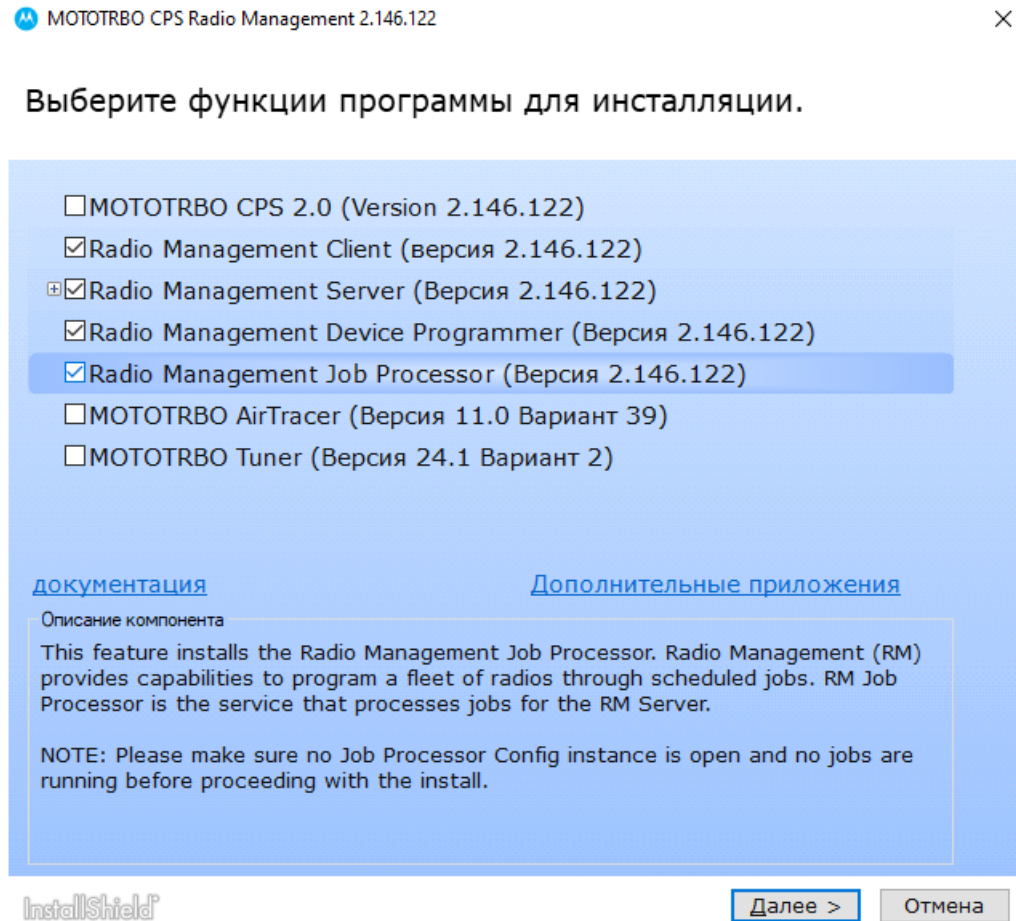 MOTOTRBO CPS Radio Management 2.146.122
Выберите функции программы для инсталляции.
MOTOTRBO CPS 2.0 (Version 2.146.122)
Radio Management Client (версия 2.146.122)
Radio Management Server (Версия 2.146.122)
Radio Management Device Programmer (Версия 2.146.122)
Radio Management Job Processor (Версия 2.146.122)
MOTOTRBO AirTracer (Версия 11.0 Вариант 39)
MOTOTRBO Tuner (Версия 24.1 Вариант 2)
документация
Дополнительные приложения
Описание компонента
This feature installs the Radio Management Job Processor. Radio Management (RM)
provides capabilities to program a fleet of radios through scheduled jobs. RM Job
Processor is the service that processes jobs for the RM Server.
NOTE: Please make sure no Job Processor Config instance is open and no jobs are
running before proceeding with the install.
InstallShield
Далее >
Отмена